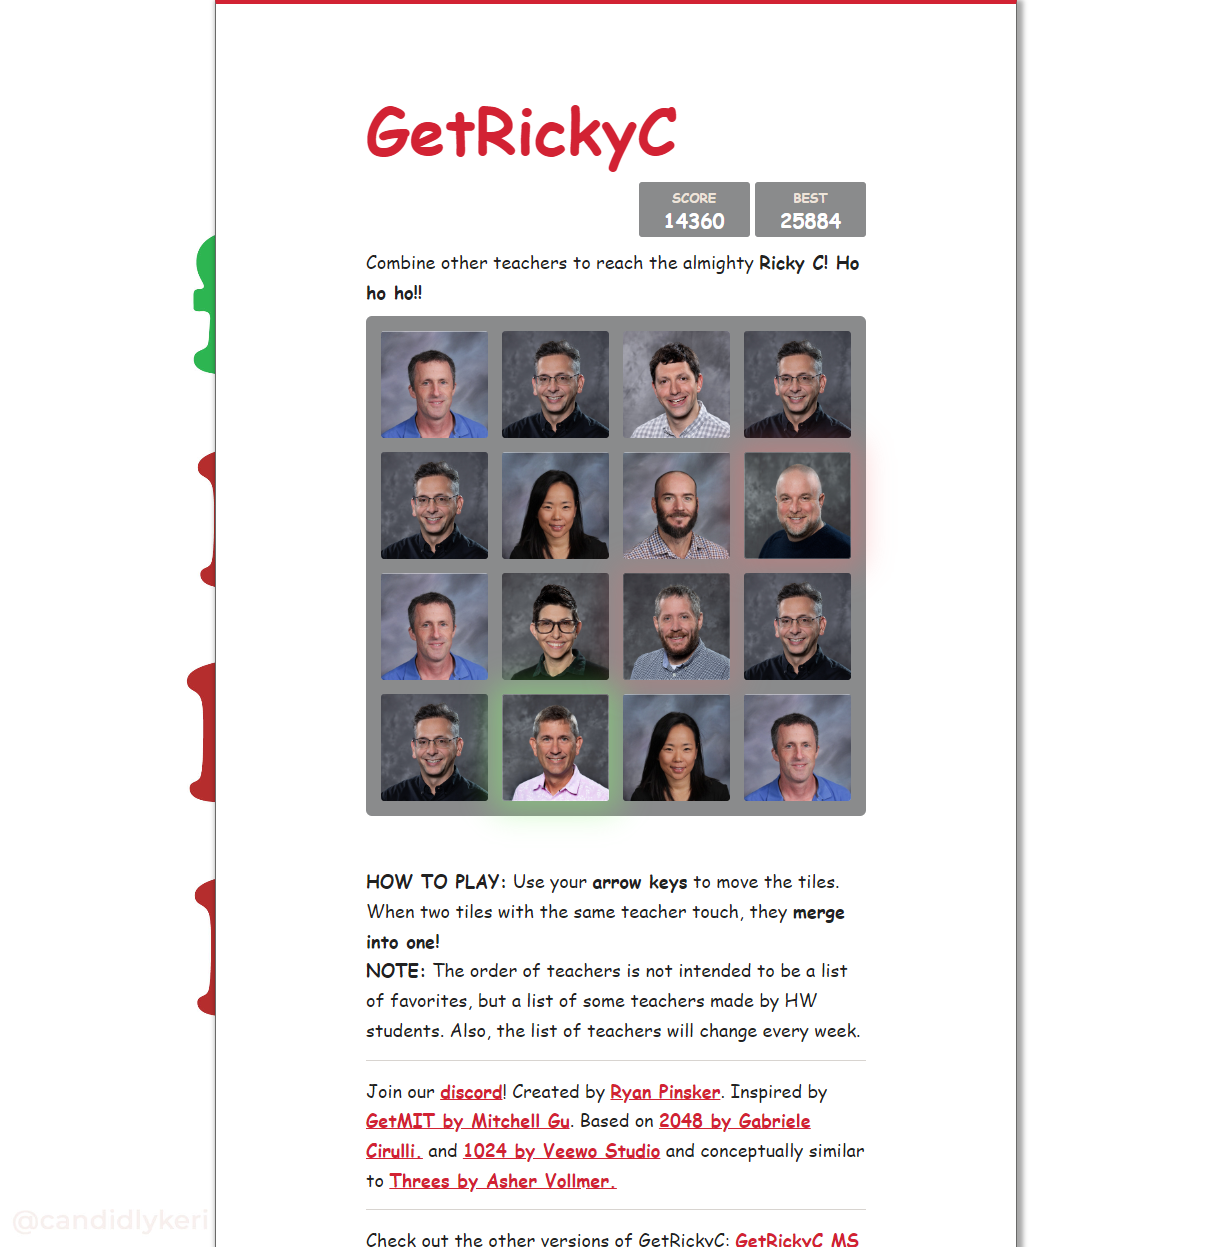 GetRickyC
SCORE
14360
BEST
25884
Combine other teachers to reach the almighty Ricky C! Ho
ho ho!!
HOW TO PLAY: Use your arrow keys to move the tiles.
When two tiles with the same teacher touch, they merge
into one!
NOTE: The order of teachers is not intended to be a list
of favorites, but a list of some teachers made by HW
students. Also, the list of teachers will change every week.
Join our discord! Created by Ryan Pinsker. Inspired by
GetMIT by Mitchell Gu. Based on 2048 by Gabriele
Cirulli. and 1024 by Veewo Studio and conceptually similar
to Threes by Asher Vollmer.
@candidlykeri
Check out the other versions of GetRickyC: GetRickyC MS